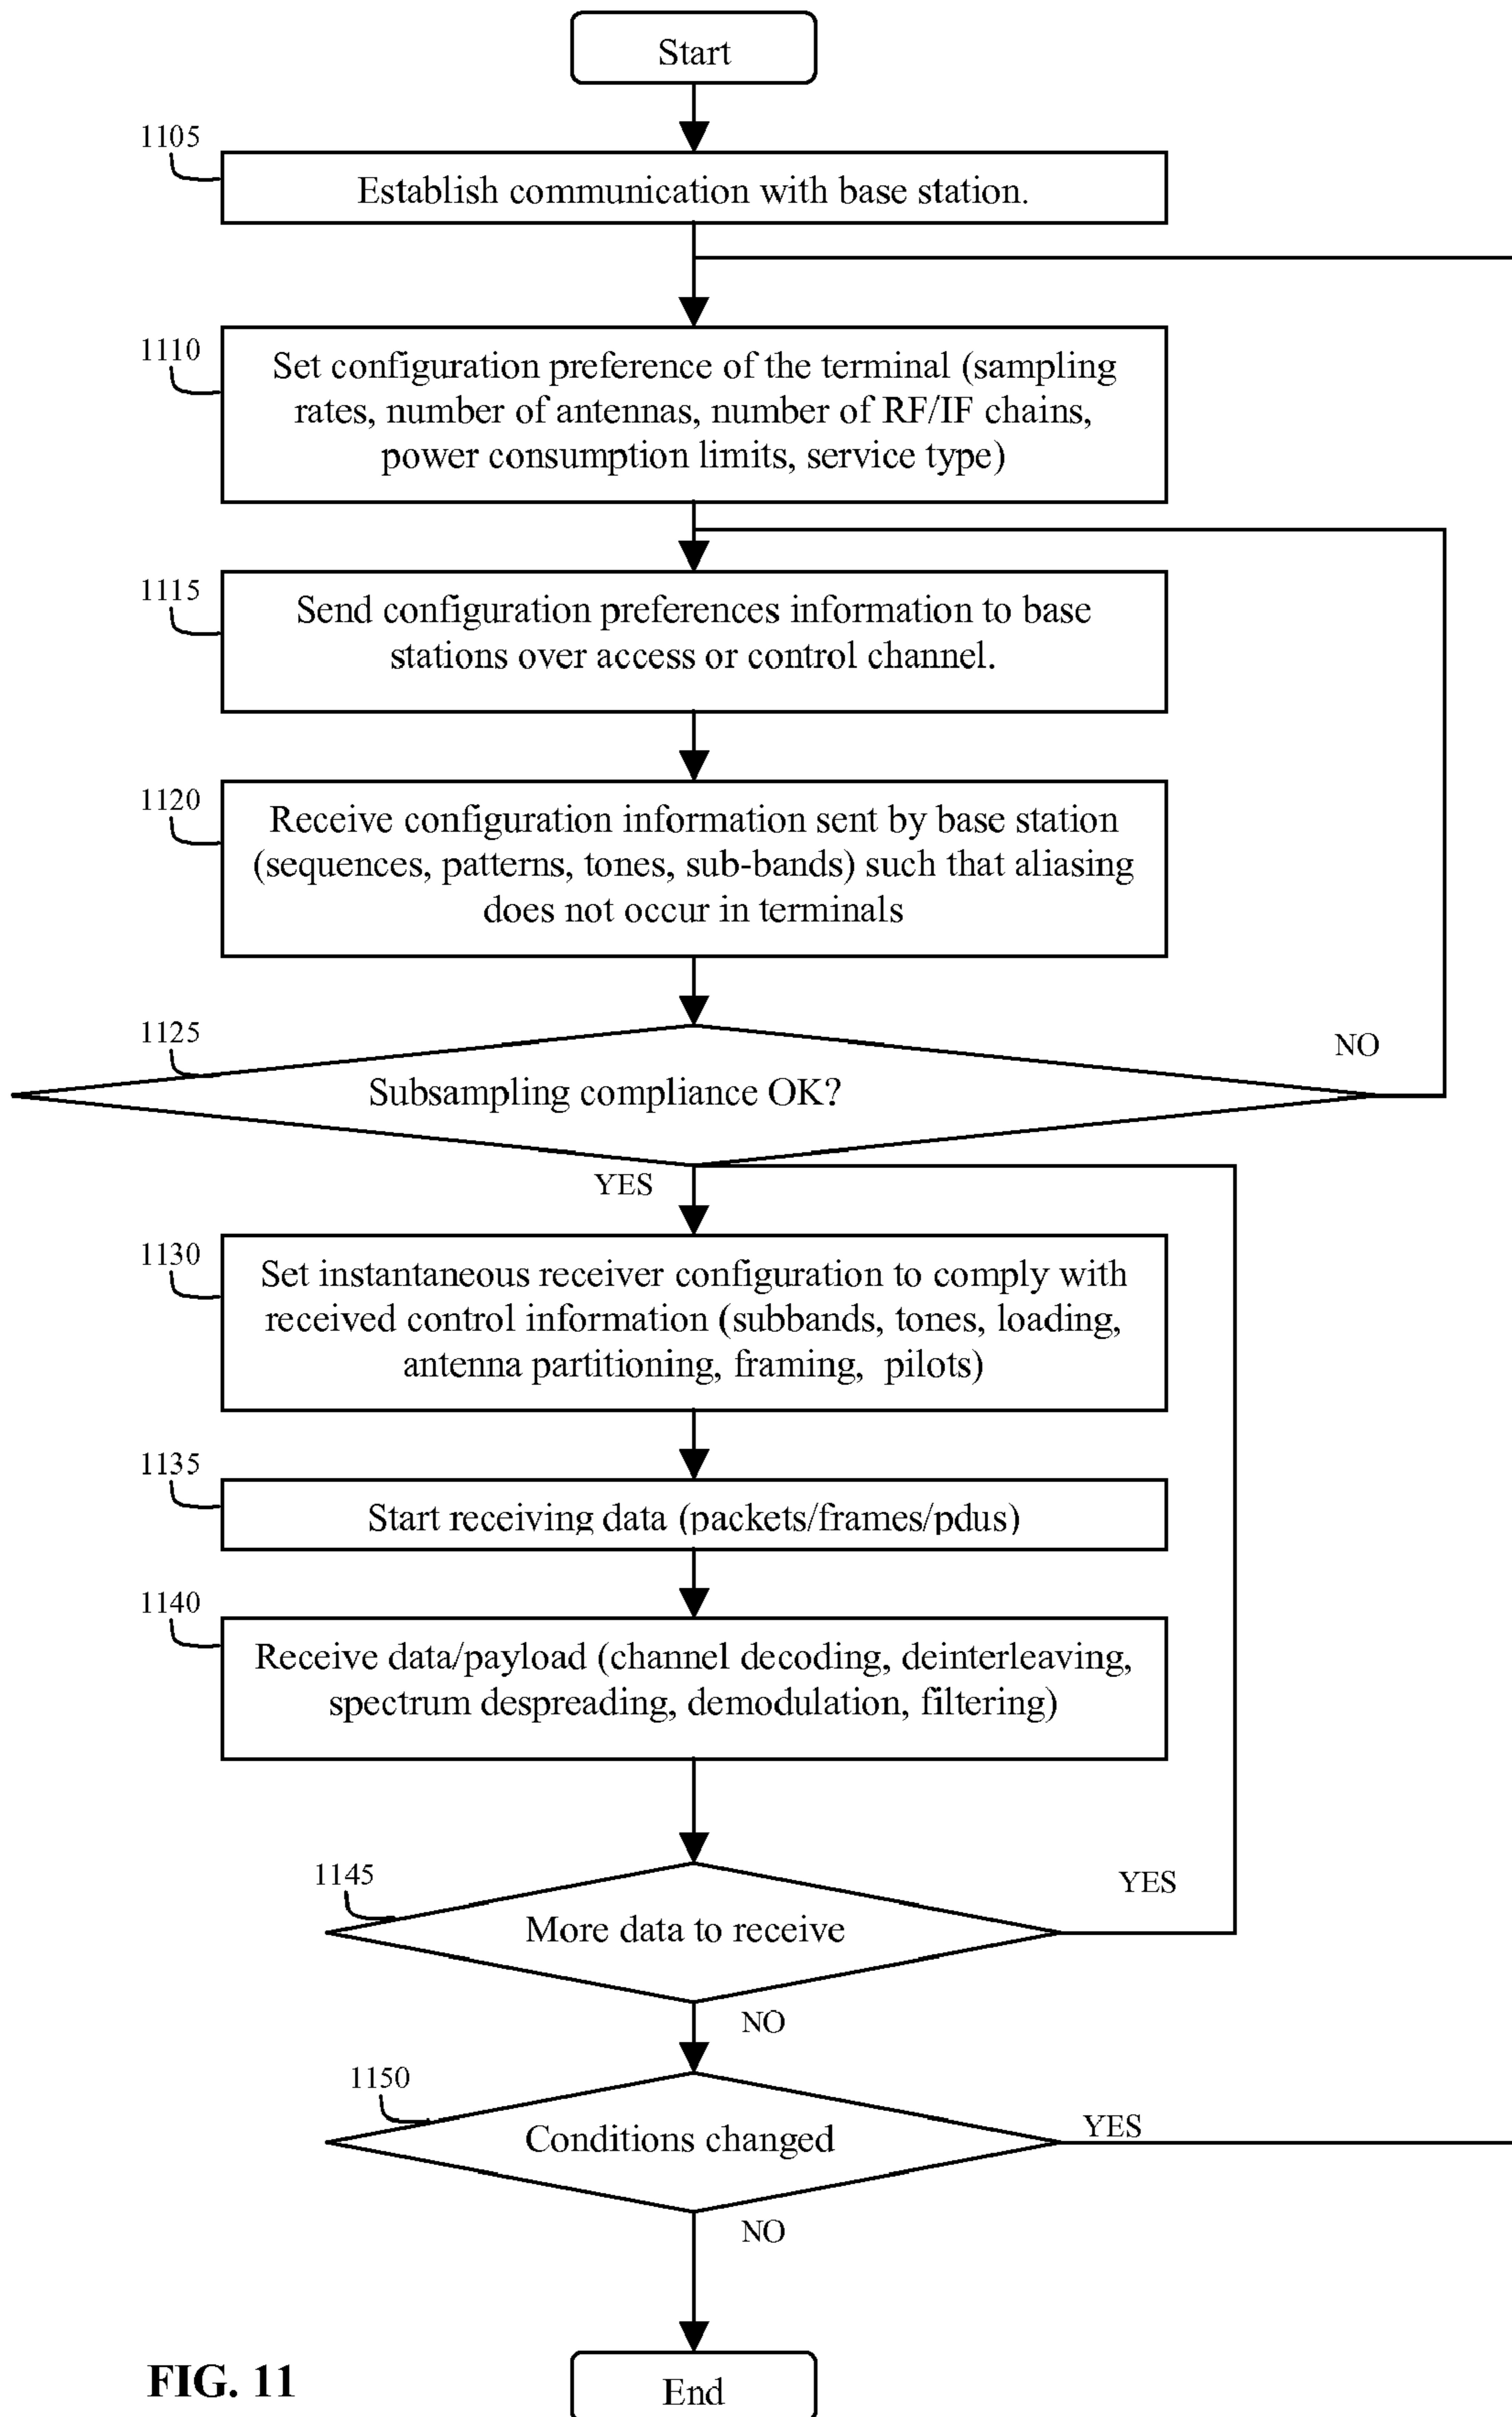 Start
1105
Establish communication with base station.
1110
Set configuration preference of the terminal (sampling
rates, number of antennas, number of RF/IF chains,
power consumption limits, service type)
1115
Send configuration preferences information to base
stations over access or control channel.
1120
Receive configuration information sent by base station
(sequences, patterns, tones, sub-bands) such that aliasing
does not occur in terminals
1125
Subsampling compliance OK?
NO
YES
1130
Set instantaneous receiver configuration to comply with
received control information (subbands, tones, loading,
antenna partitioning, framing, pilots)
1135
Start receiving data (packets/frames/pdus)
1140
Receive data/payload (channel decoding, deinterleaving,
spectrum despreading, demodulation, filtering)
1145
More data to receive
YES
NO
1150
Conditions changed
YES
NO
FIG. 11
End